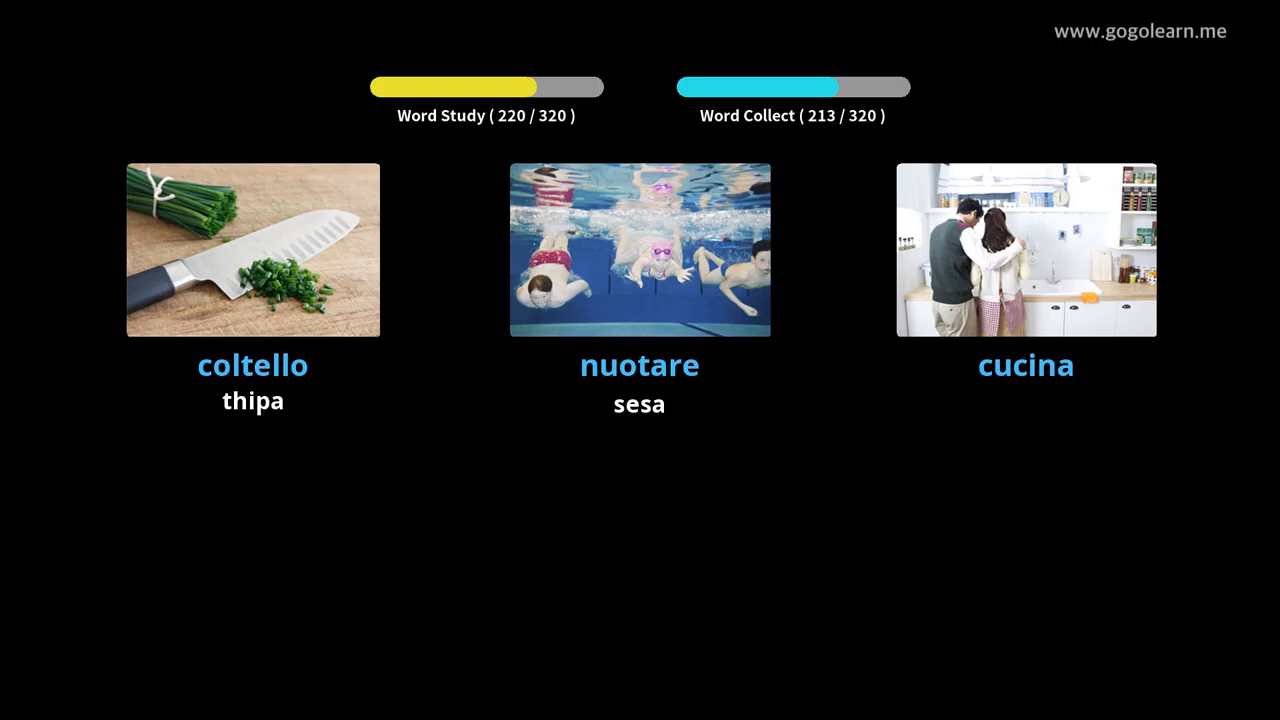 www.gogolearn.me
Word Study ( 220 / 320 )
Word Collect ( 213 / 320 )
coltello
thipa
nuotare
sesa
cucina